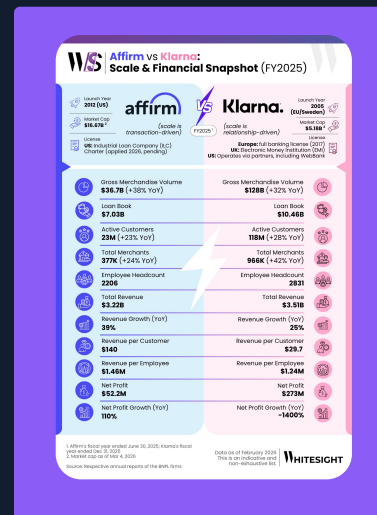 W/S
Affirm vs Klarna:
Scale & Financial Snapshot (FY2025)
Launch Year
2012 (US)
Market Cap
$16.67B ²
License
US: Industrial Loan Company (ILC)
Charter (applied 2026, pending)
affirm
(scale is
transaction-driven)
VS
FY2025 ¹
Klarna.
(scale is
relationship-driven)
Launch Year
2005
(EU/Sweden)
Market Cap
$5.18B ²
License
Europe: full banking license (2017)
UK: Electronic Money Institution (EMI)
US: Operates via partners, including WebBank
Gross Merchandise Volume
$36.7B (+38% YoY)
Gross Merchandise Volume
$128B (+32% YoY)
Loan Book
$7.03B
Loan Book
$10.46B
Active Customers
23M (+23% YoY)
Active Customers
118M (+28% YoY)
Total Merchants
377K (+24% YoY)
Total Merchants
966K (+42% YoY)
Employee Headcount
2206
Employee Headcount
2831
Total Revenue
$3.22B
Total Revenue
$3.51B
Revenue Growth (YoY)
39%
Revenue Growth (YoY)
25%
Revenue per Customer
$140
Revenue per Customer
$29.7
Revenue per Employee
$1.46M
Revenue per Employee
$1.24M
Net Profit
$52.2M
Net Profit
$273M
Net Profit Growth (YoY)
110%
Net Profit Growth (YoY)
-1400%
1. Affirm's fiscal year ended June 30, 2025; Klarna's fiscal
year ended Dec 31, 2025
2. Market cap as of Mar 4, 2026
Source: Respective annual reports of the BNPL firms
Data as of February 2026
This is an indicative and
non-exhaustive list.
WHITESIGHT